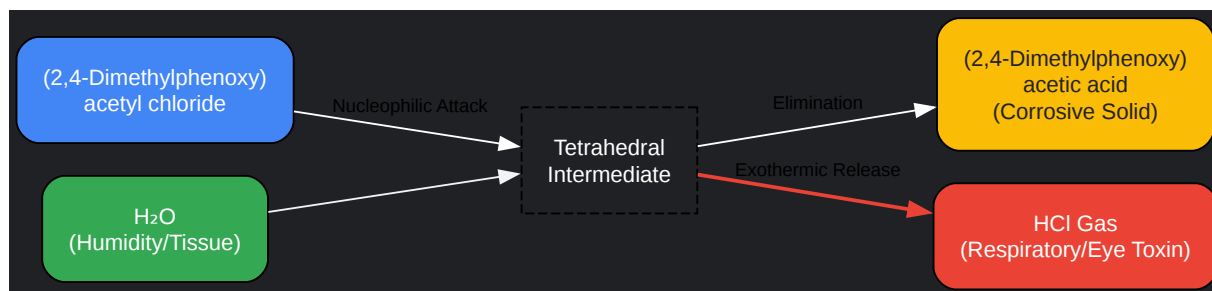 (2,4-Dimethylphenoxy)
acetyl chloride
Nucleophilic Attack
H₂O
(Humidity/Tissue)
Tetrahedral
Intermediate
Elimination
Exothermic Release
(2,4-Dimethylphenoxy)
acetic acid
(Corrosive Solid)
HCl Gas
(Respiratory/Eye Toxin)